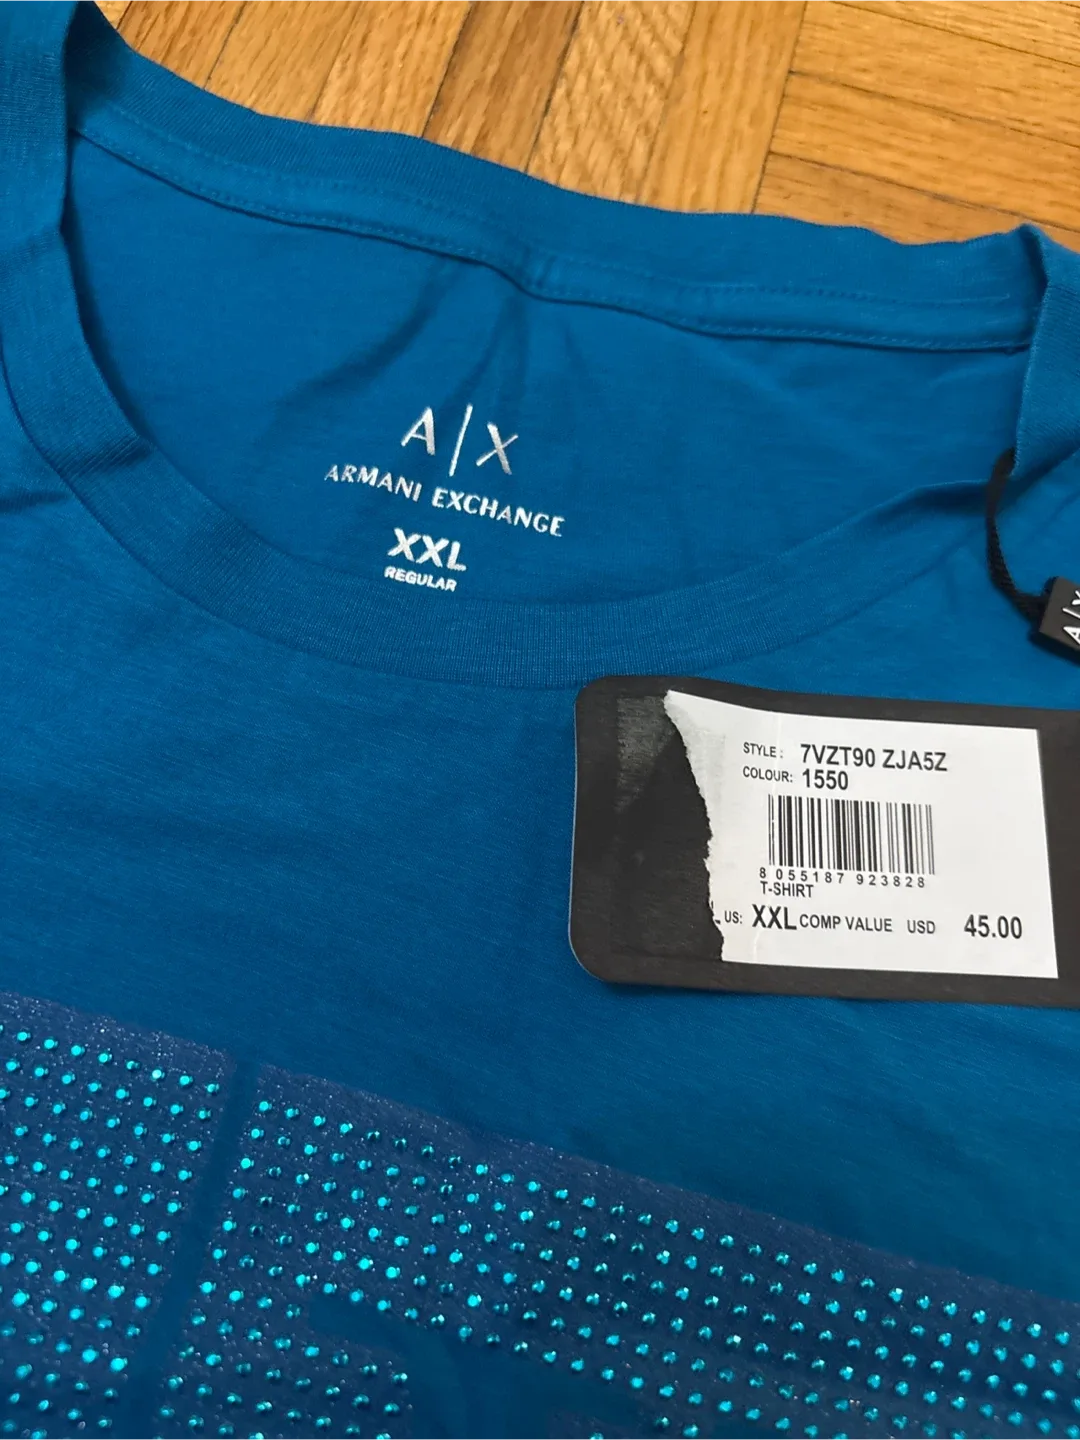 A|X
ARMANI EXCHANGE
XXL
REGULAR
A|X
STYLE: 7VZT90 ZJA5Z
COLOUR: 1550
8 055187 923828
T-SHIRT
L US: XXL COMP VALUE USD 45.00